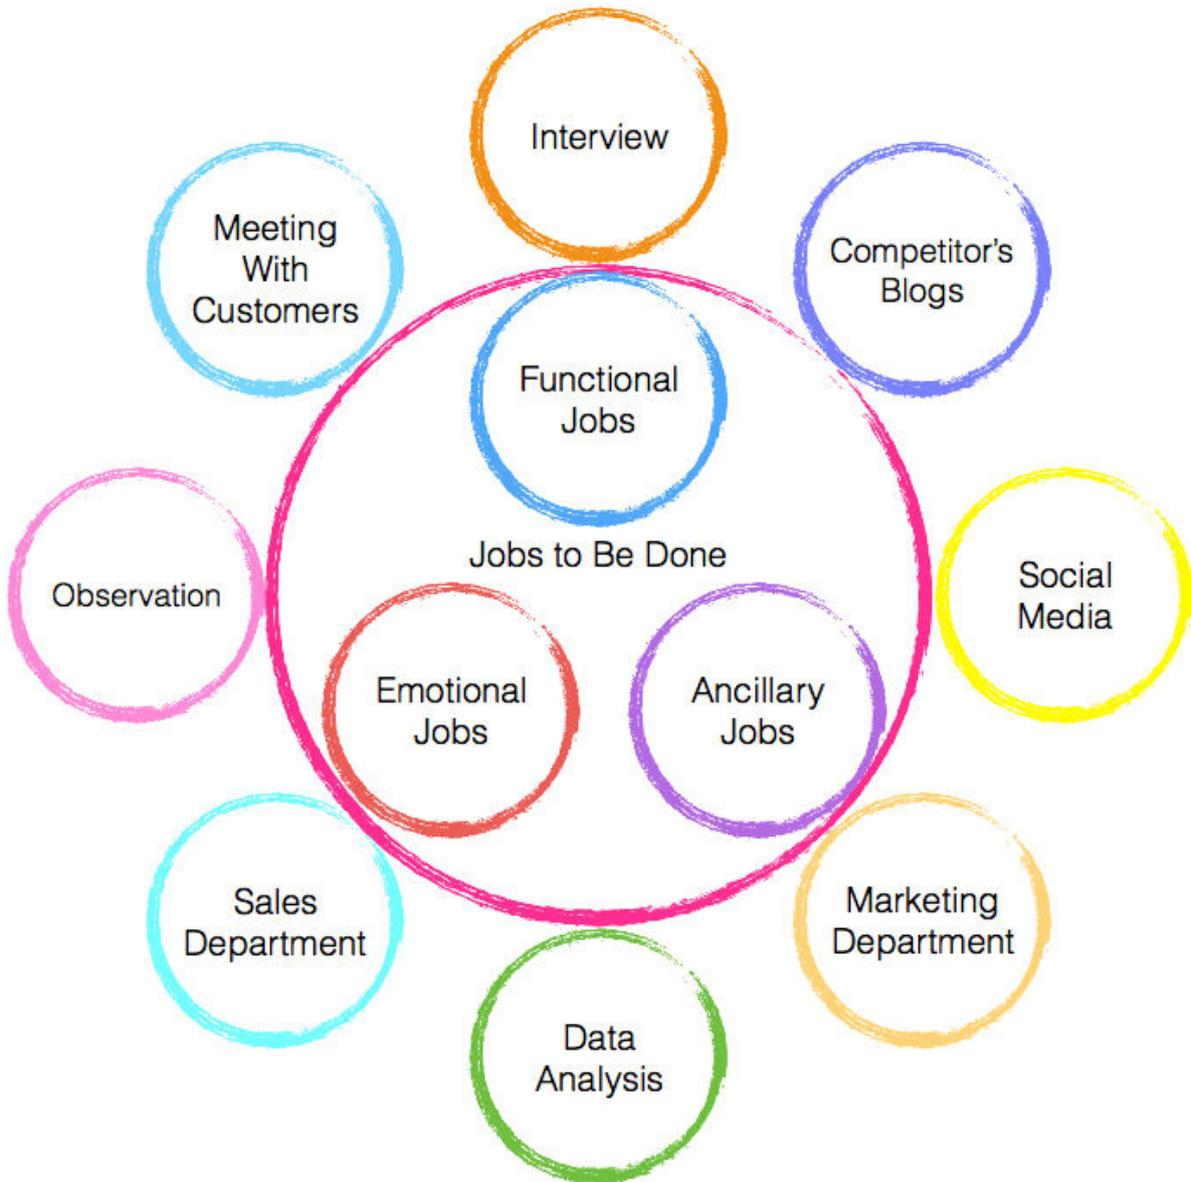 Interview
Meeting
With
Customers
Competitor's
Blogs
Functional
Jobs
Jobs to Be Done
Observation
Social
Media
Emotional
Jobs
Ancillary
Jobs
Sales
Department
Marketing
Department
Data
Analysis